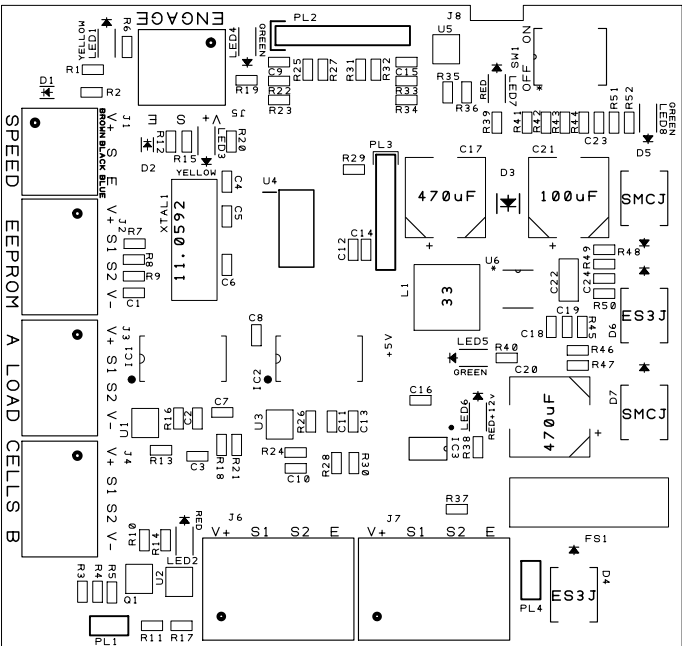 ENGAGE
PL2
J8
U5
YELLOW
LED1
R6
LED4
GREEN
R19
C9
R22
R23
R25
R27
R31
R32
C15
R33
R34
R35
R36
RED
LED7
1MS
OFF ON
*
R39
R41
R42
R43
R44
C23
R51
R52
GREEN
LED8
D5
R1
D1
R2
J1
BROWN BLACK BLUE
V+ S E
SPEED
E S V+
J5
R12
D2
R15
LED3
YELLOW
R20
C4
C5
C6
XTAL1
11.0592
U4
R29
PL3
C12
C14
C17
470uF
+
D3
C21
100uF
+
SMCJ
J2
V+ S1 S2 V-
EEPROM
R7
R8
R9
C1
L1
33
U6
*
C22
C24
R49
R48
R50
C18
C19
R45
D6
ES3J
J3
V+ S1 S2 V-
IC1
C8
IC2
+5V
LED5
GREEN
R40
R46
R47
C20
470uF
+
D7
SMCJ
A LOAD CELLS B
U1
R16
C2
C7
U3
R26
C11
C13
C16
LED6
RED+12v
IC3
R38
J4
V+ S1 S2 V-
R13
C3
R18
R21
R24
C10
R28
R30
R37
R10
R14
RED
LED2
J6
V+ S1 S2 E
J7
V+ S1 S2 E
FS1
R3
R4
R5
Q1
U2
D4
ES3J
PL4
PL1
R11
R17